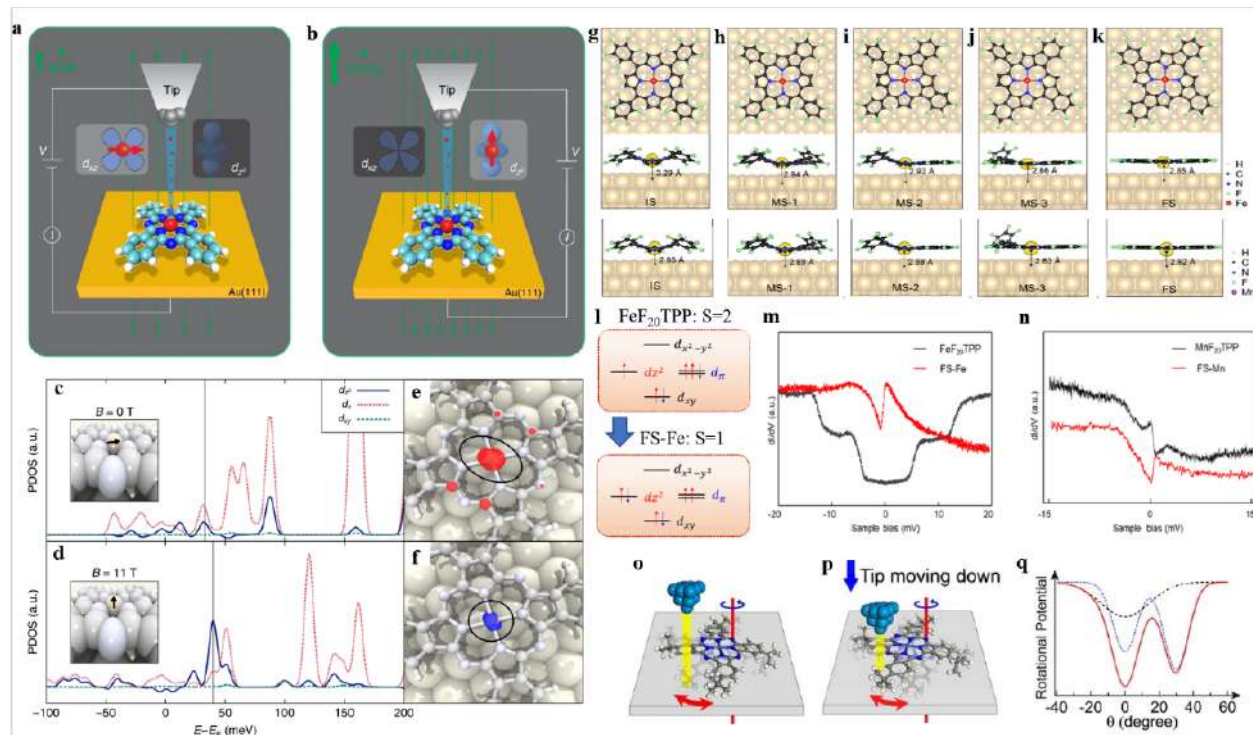 a
Tip
V
d_xz
d_z²
i
Au(111)
b
Tip
V
d_xz
d_z²
I
Au(111)
g
h
i
j
k
3.29 Å
2.84 Å
2.93 Å
2.86 Å
2.85 Å
IS
MS-1
MS-2
MS-3
FS
H
C
N
F
Fe
2.85 Å
2.89 Å
2.88 Å
2.82 Å
IS
MS-1
MS-2
MS-3
FS
H
C
N
F
Mn
c
B = 0 T
PDOS (a.u.)
d_z²
d_π
d_xy
e
d
B = 11 T
PDOS (a.u.)
f
-100
-50
0
50
100
150
200
E–E_F (meV)
l
FeF₂₀TPP: S=2
d_x²−y²
dz²
d_π
d_xy
FS-Fe: S=1
d_x²−y²
dz²
d_π
d_xy
m
FeF₂₀TPP
FS-Fe
dI/dV (a.u.)
-20
-10
0
10
20
Sample bias (mV)
n
MnF₂₀TPP
FS-Mn
dI/dV (a.u.)
-15
0
15
Sample bias (mV)
o
p
Tip moving down
q
Rotational Potential
-40
-20
0
20
40
60
θ (degree)